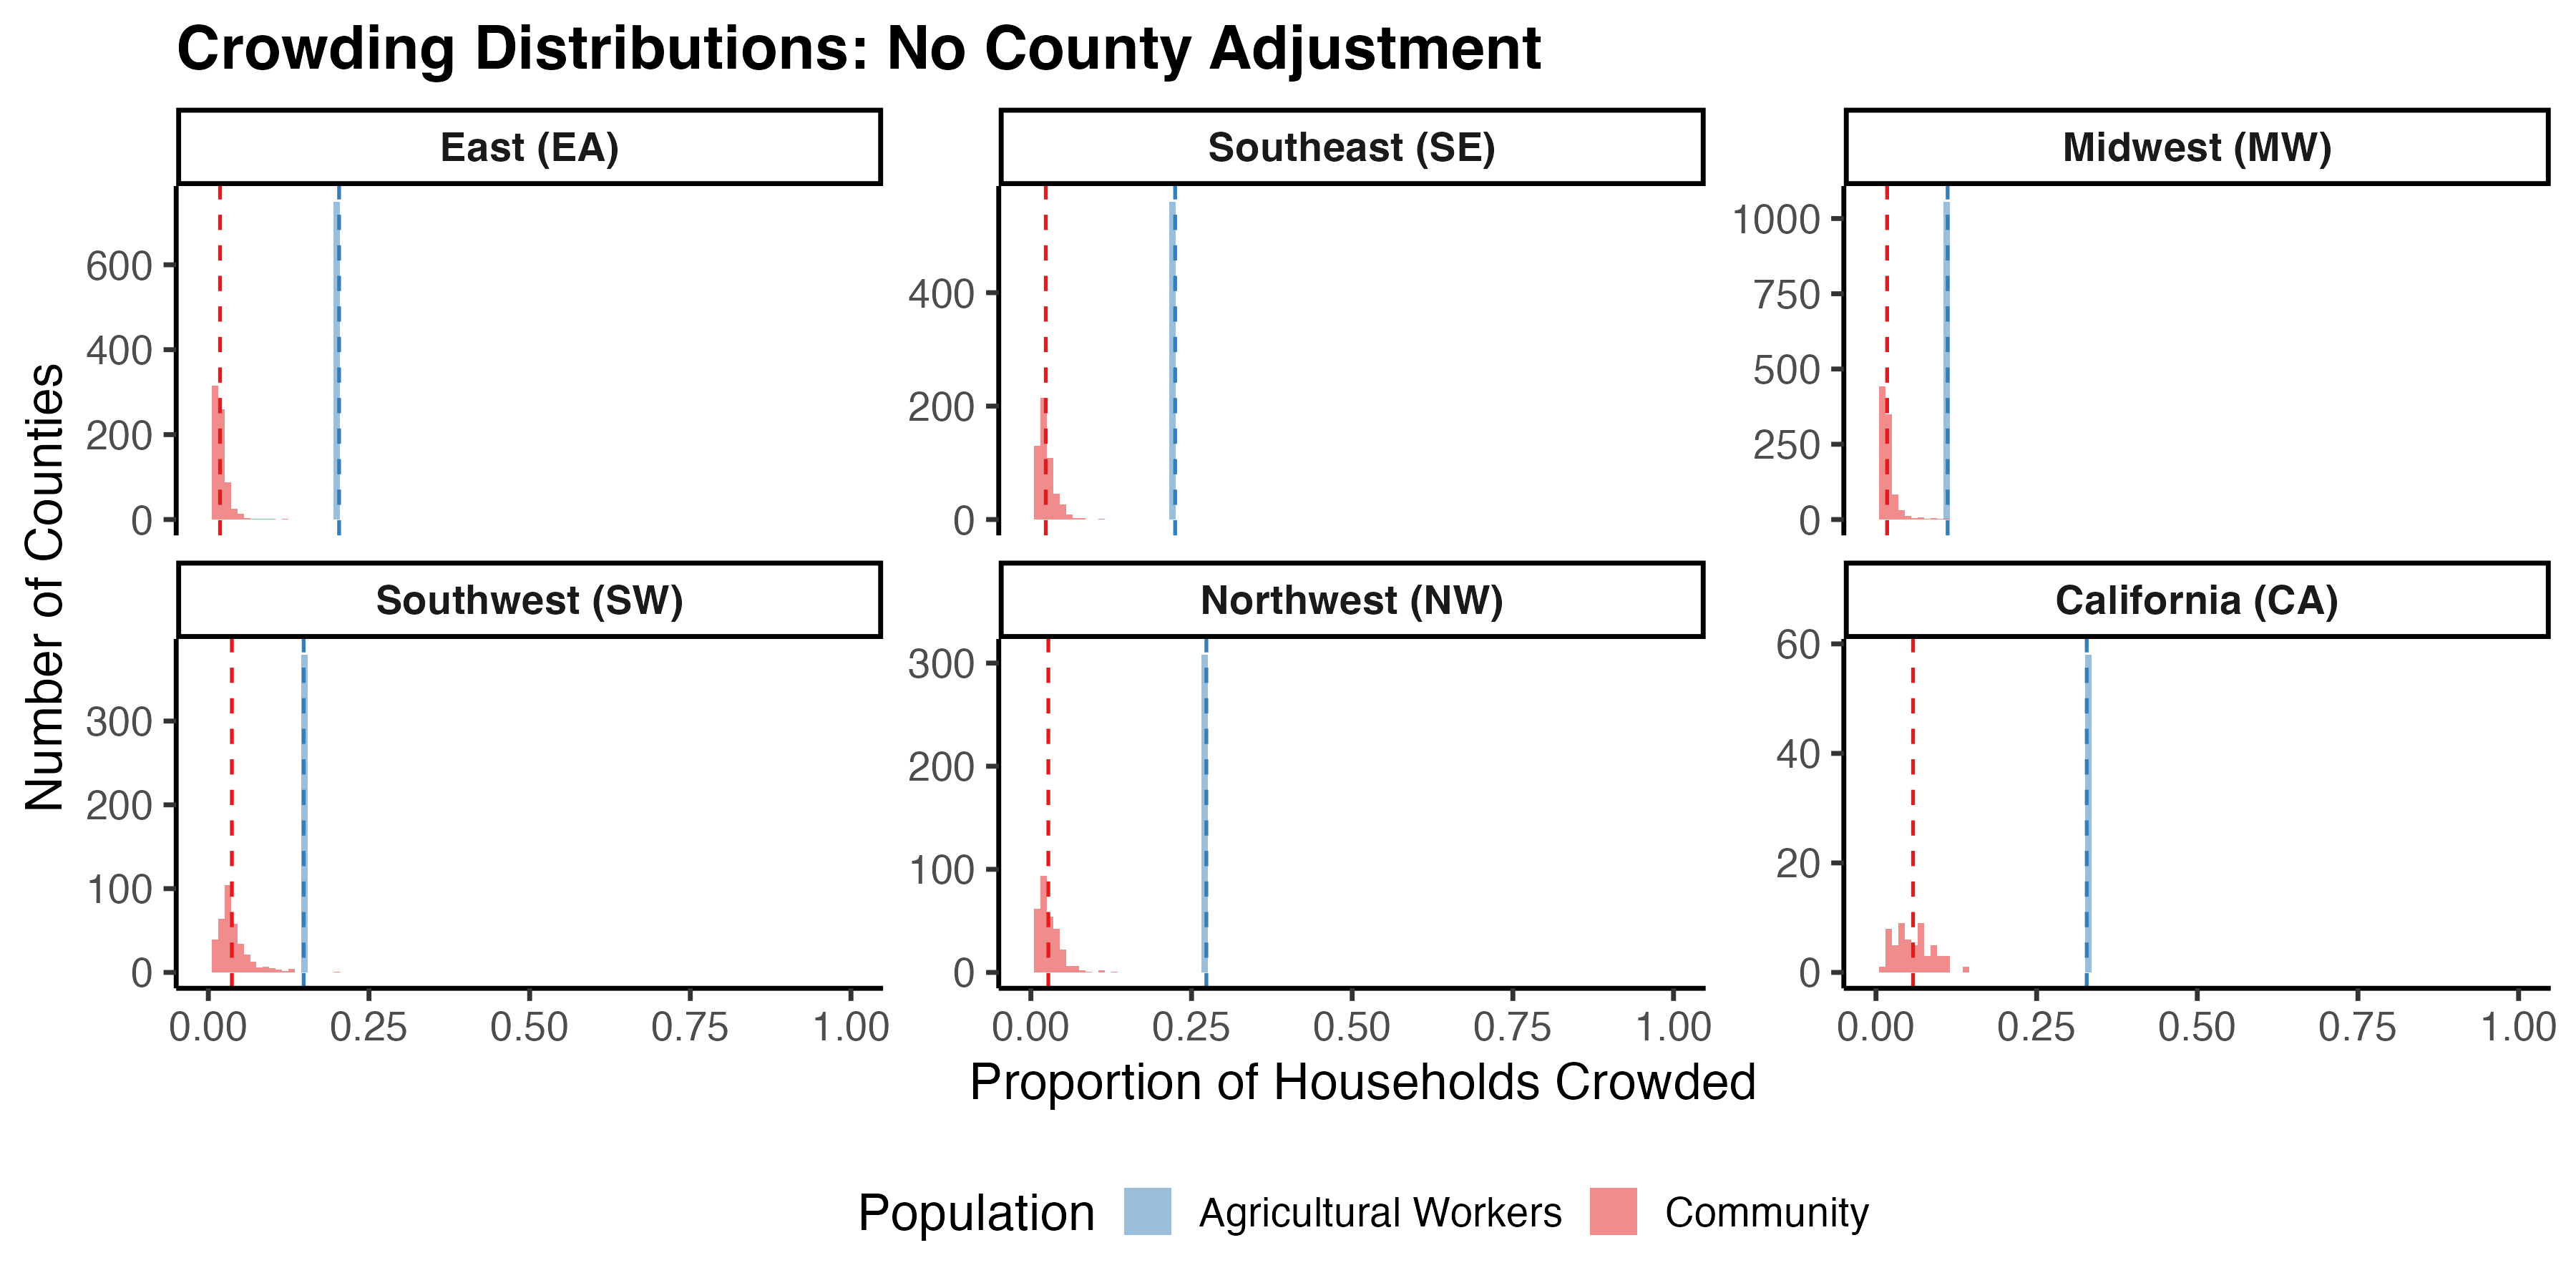 Crowding Distributions: No County Adjustment
East (EA)
Southeast (SE)
Midwest (MW)
600
400
200
0
400
200
0
1000
750
500
250
0
Number of Counties
Southwest (SW)
Northwest (NW)
California (CA)
300
200
100
0
300
200
100
0
60
40
20
0
0.00 0.25 0.50 0.75 1.00
0.00 0.25 0.50 0.75 1.00
0.00 0.25 0.50 0.75 1.00
Proportion of Households Crowded
Population Agricultural Workers Community